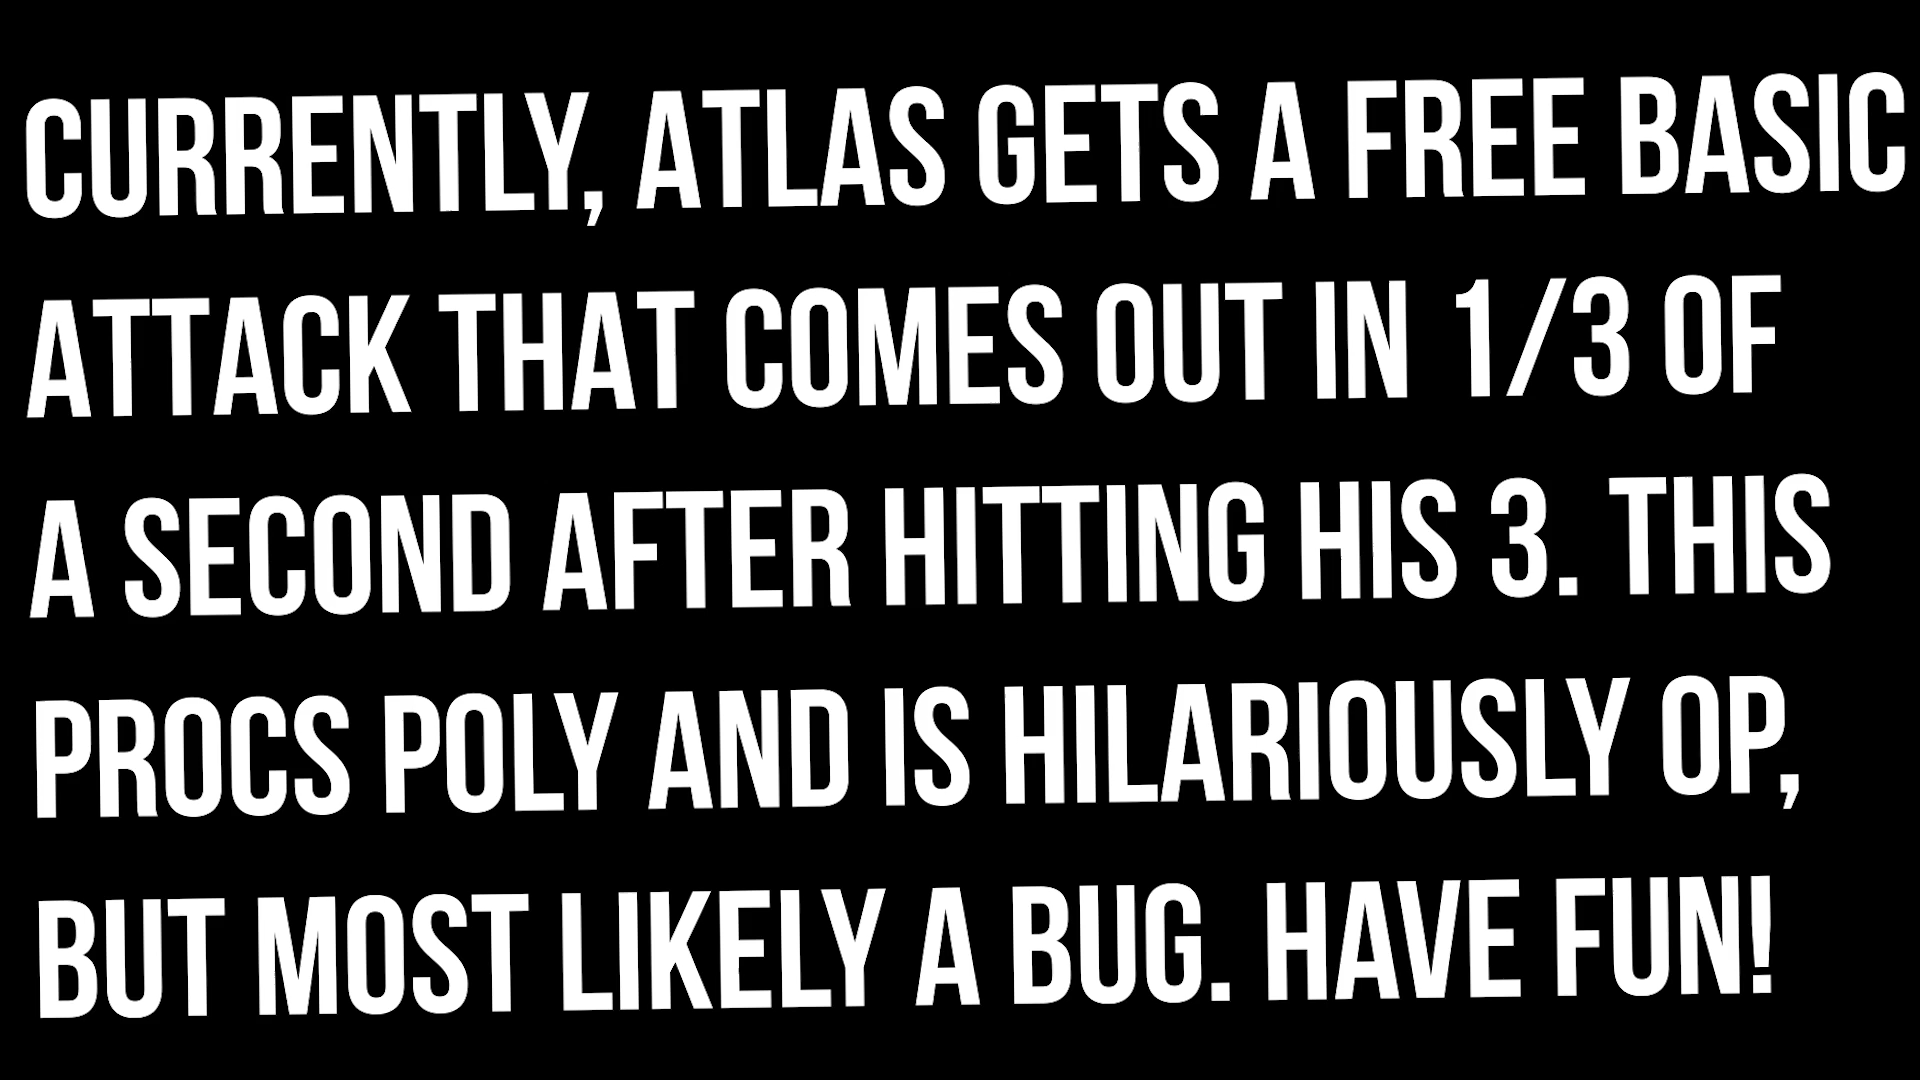 CURRENTLY, ATLAS GETS A FREE BASIC
ATTACK THAT COMES OUT IN 1/3 OF
A SECOND AFTER HITTING HIS 3. THIS
PROCS POLY AND IS HILARIOUSLY OP,
BUT MOST LIKELY A BUG. HAVE FUN!